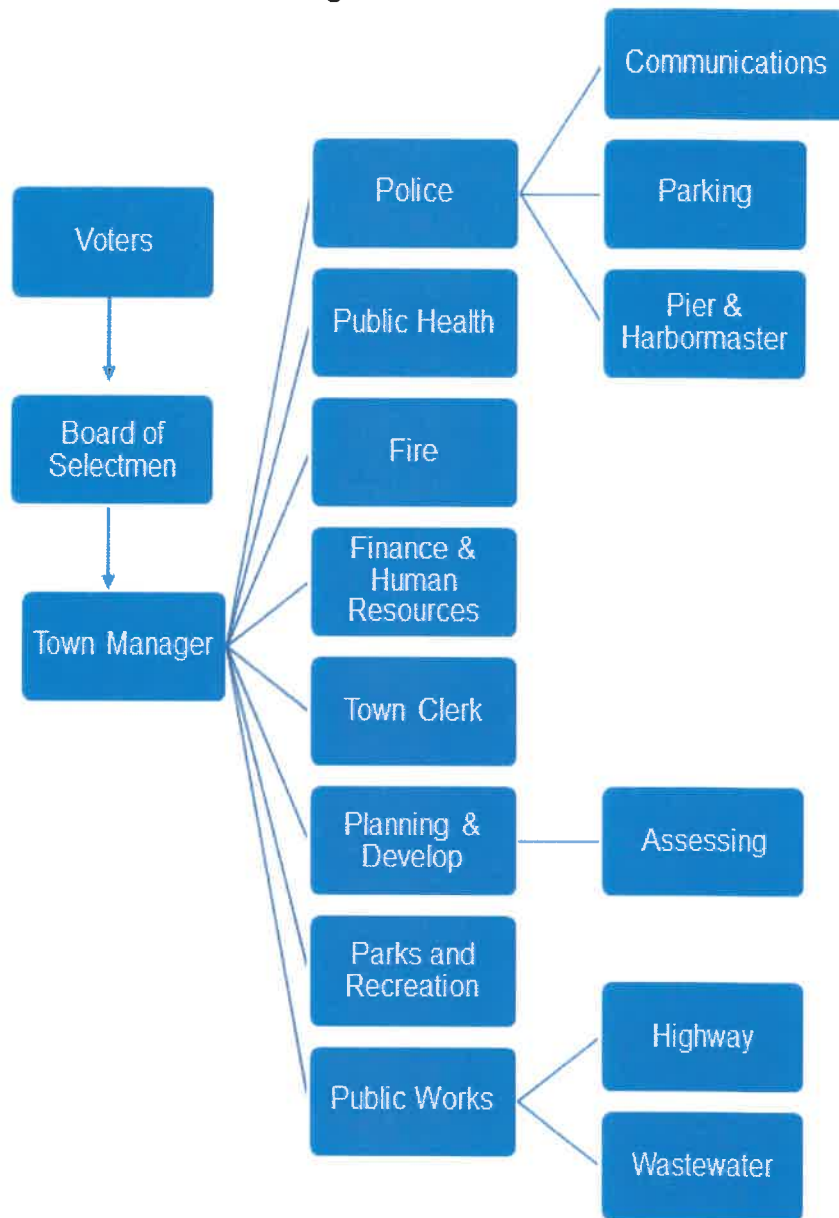 Communications
Police
Parking
Voters
Public Health
Pier &
Harbormaster
Board of
Selectmen
Fire
Finance &
Human
Resources
Town Manager
Town Clerk
Planning &
Develop
Assessing
Parks and
Recreation
Highway
Public Works
Wastewater